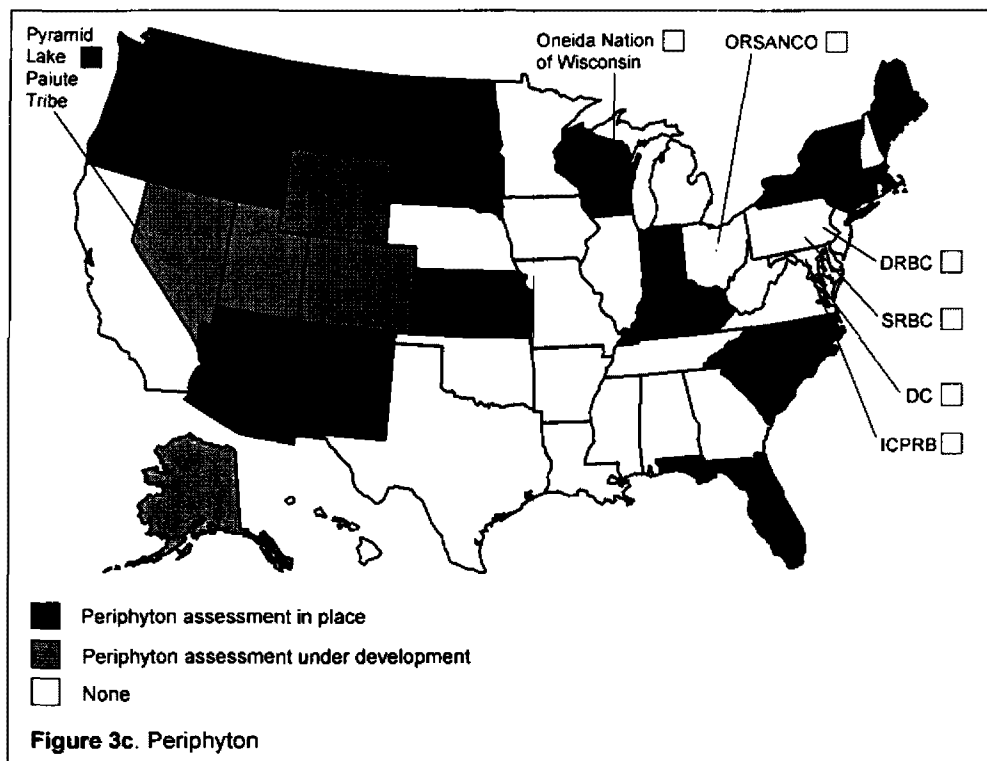 Pyramid
Lake
Paiute
Tribe
Oneida Nation
of Wisconsin
ORSANCO
DRBC
SRBC
DC
ICPRB
Periphyton assessment in place
Periphyton assessment under development
None
Figure 3c. Periphyton